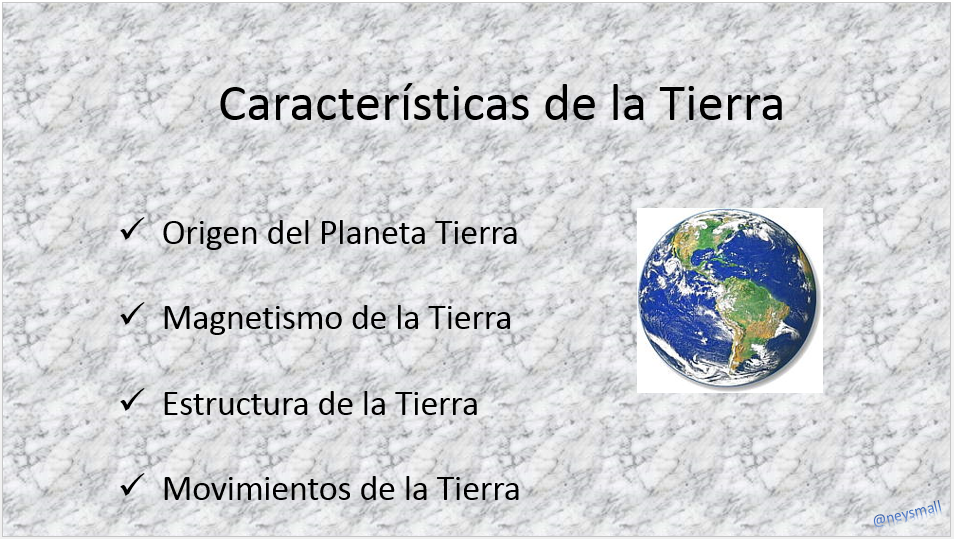 Características de la Tierra
✓ Origen del Planeta Tierra
✓ Magnetismo de la Tierra
✓ Estructura de la Tierra
✓ Movimientos de la Tierra
@neysmall